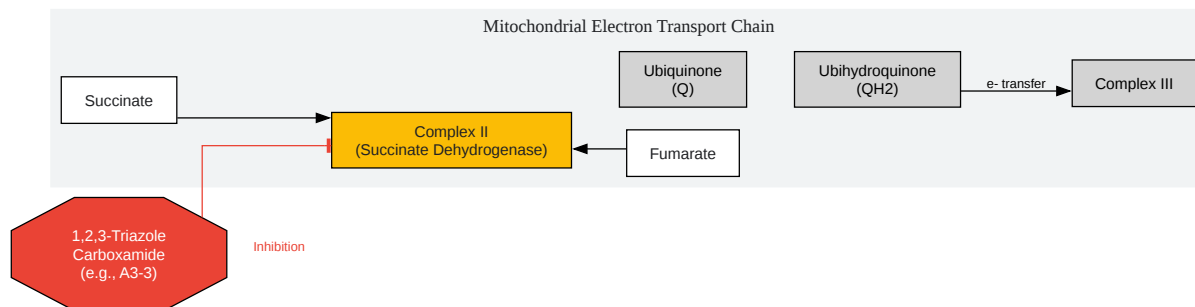 Mitochondrial Electron Transport Chain
Succinate
Complex II
(Succinate Dehydrogenase)
Ubiquinone
(Q)
Fumarate
Ubihydroquinone
(QH2)
e- transfer
Complex III
1,2,3-Triazole
Carboxamide
(e.g., A3-3)
Inhibition